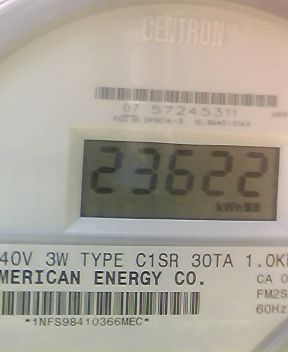 CENTRON®
07 57245311
23622
kWh
40V 3W TYPE C1SR 30TA 1.0K
MERICAN ENERGY CO.
CA 0
FM2S
60Hz
*1NFS98410366MEC*